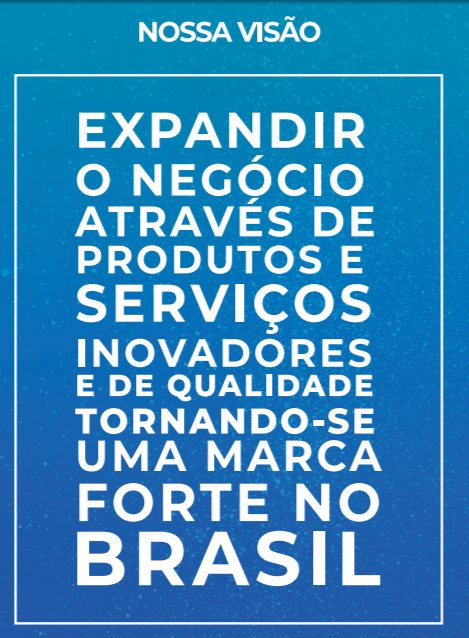 NOSSA VISÃO
EXPANDIR
O NEGÓCIO
ATRAVÉS DE
PRODUTOS E
SERVIÇOS
INOVADORES
E DE QUALIDADE
TORNANDO-SE
UMA MARCA
FORTE NO
BRASIL